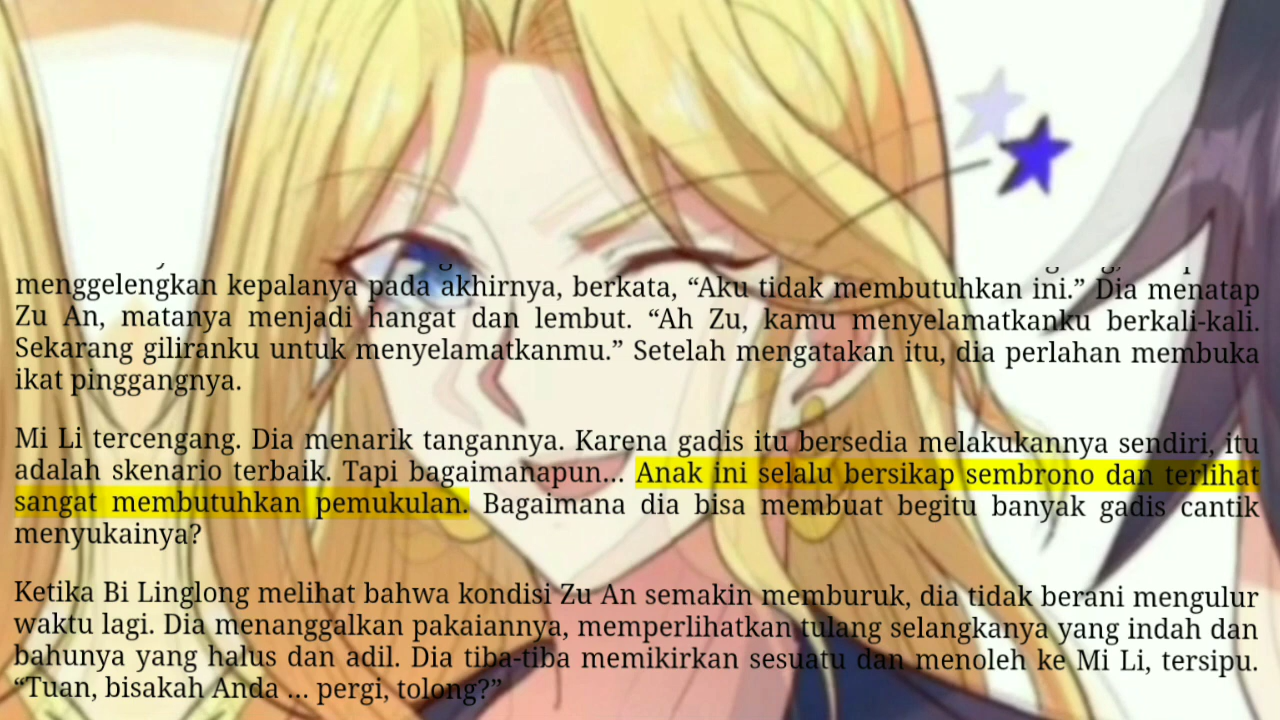 menggelengkan kepalanya pada akhirnya, berkata, “Aku tidak membutuhkan ini.” Dia menatap
Zu An, matanya menjadi hangat dan lembut. “Ah Zu, kamu menyelamatkanku berkali-kali.
Sekarang giliranku untuk menyelamatkanmu.” Setelah mengatakan itu, dia perlahan membuka
ikat pinggangnya.
Mi Li tercengang. Dia menarik tangannya. Karena gadis itu bersedia melakukannya sendiri, itu
adalah skenario terbaik. Tapi bagaimanapun... Anak ini selalu bersikap sembrono dan terlihat
sangat membutuhkan pemukulan. Bagaimana dia bisa membuat begitu banyak gadis cantik
menyukainya?
Ketika Bi Linglong melihat bahwa kondisi Zu An semakin memburuk, dia tidak berani mengulur
waktu lagi. Dia menanggalkan pakaiannya, memperlihatkan tulang selangkanya yang indah dan
bahunya yang halus dan adil. Dia tiba-tiba memikirkan sesuatu dan menoleh ke Mi Li, tersipu.
“Tuan, bisakah Anda ... pergi, tolong?”